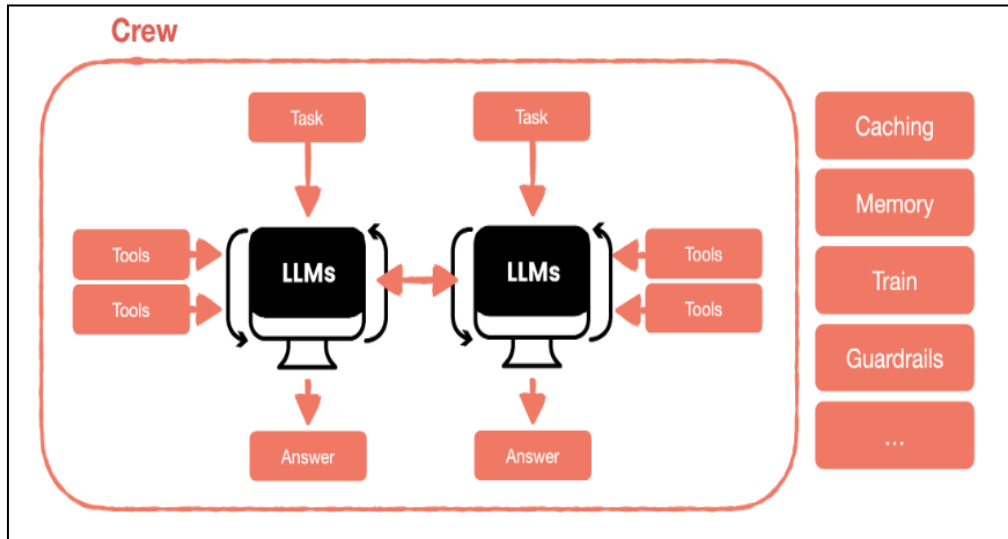 Crew
Task
Task
Caching
Memory
Tools
LLMs
LLMs
Tools
Tools
Tools
Train
Guardrails
Answer
Answer
...